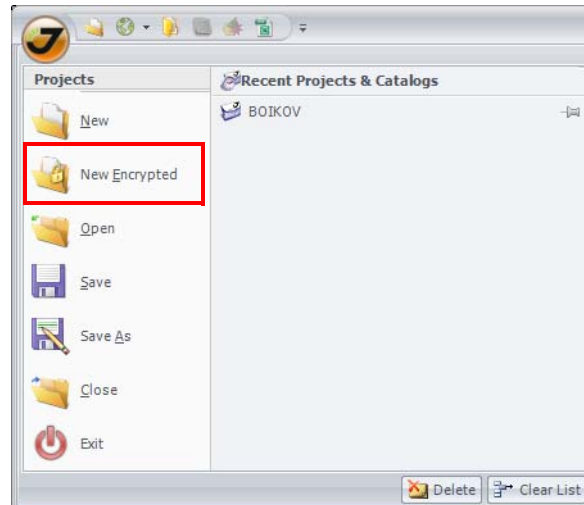 Projects
Recent Projects & Catalogs
New
BOIKOV
New Encrypted
Open
Save
Save As
Close
Exit
Delete
Clear List